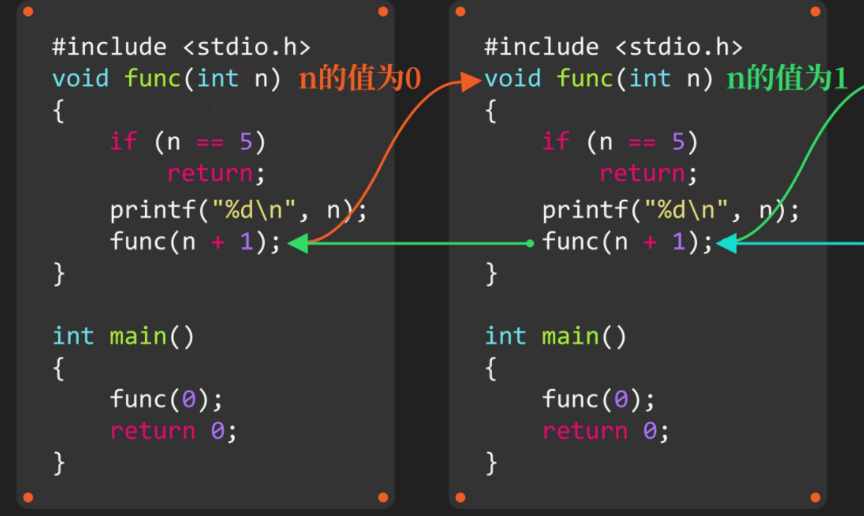 #include <stdio.h>
void func(int n) n的值为0
{
    if (n == 5)
        return;
    printf("%d\n", n);
    func(n + 1);
}

int main()
{
    func(0);
    return 0;
}
#include <stdio.h>
void func(int n) n的值为1
{
    if (n == 5)
        return;
    printf("%d\n", n);
    func(n + 1);
}

int main()
{
    func(0);
    return 0;
}